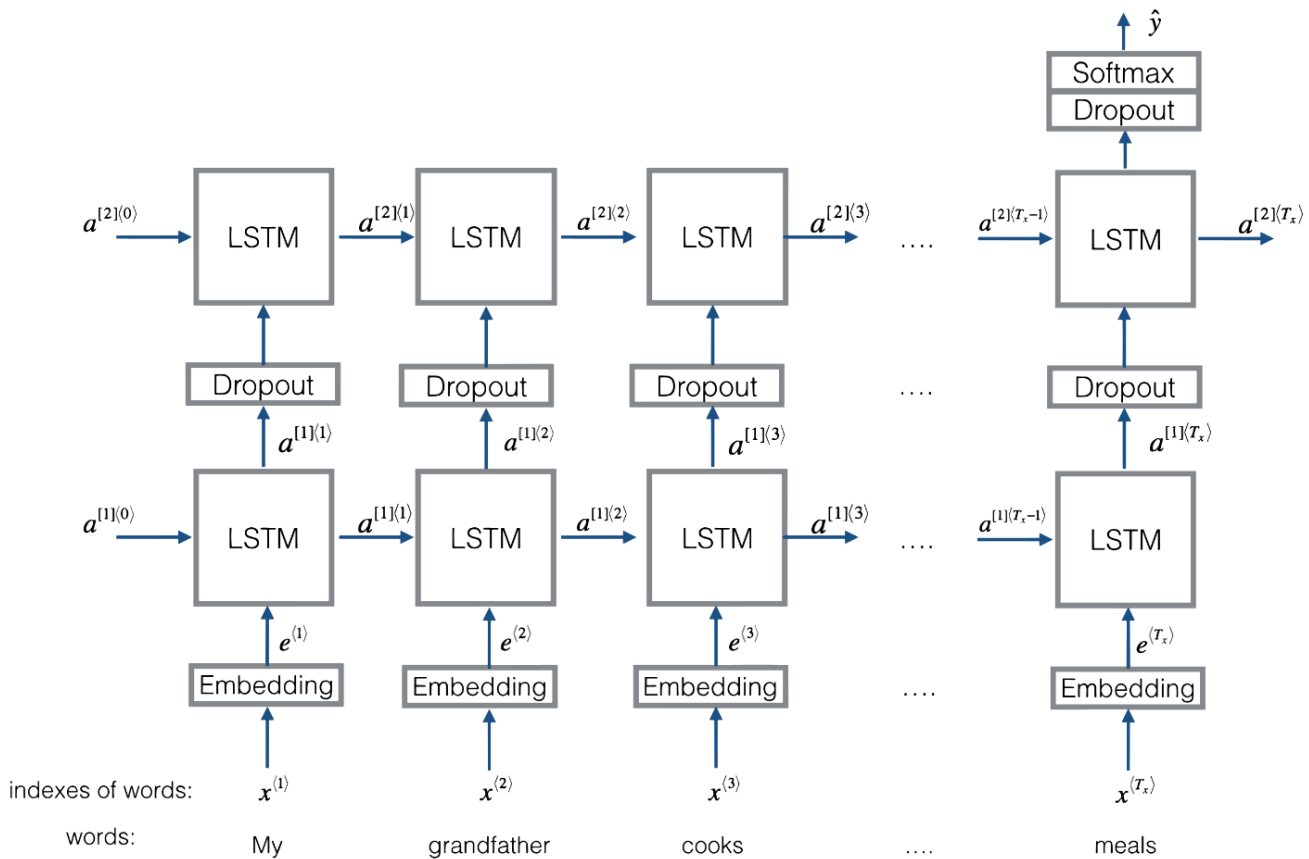 ŷ
Softmax
Dropout
a^{[2]⟨0⟩} LSTM a^{[2]⟨1⟩} LSTM a^{[2]⟨2⟩} LSTM a^{[2]⟨3⟩} .... a^{[2]⟨T_x−1⟩} LSTM a^{[2]⟨T_x⟩}
Dropout Dropout Dropout .... Dropout
a^{[1]⟨1⟩} a^{[1]⟨2⟩} a^{[1]⟨3⟩} a^{[1]⟨T_x⟩}
a^{[1]⟨0⟩} LSTM a^{[1]⟨1⟩} LSTM a^{[1]⟨2⟩} LSTM a^{[1]⟨3⟩} .... a^{[1]⟨T_x−1⟩} LSTM
e^{⟨1⟩} e^{⟨2⟩} e^{⟨3⟩} e^{⟨T_x⟩}
Embedding Embedding Embedding .... Embedding
indexes of words: x^{⟨1⟩} x^{⟨2⟩} x^{⟨3⟩} x^{⟨T_x⟩}
words: My grandfather cooks .... meals